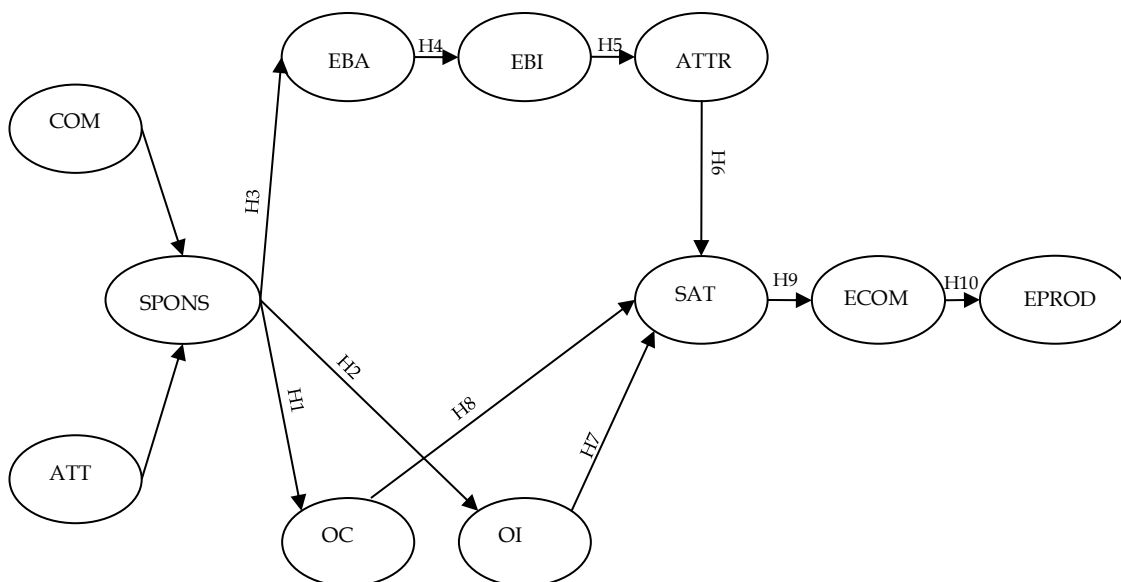 EBA
H4
EBI
H5
ATTR
COM
H3
H6
SPONS
SAT
H9
ECOM
H10
EPROD
H1
H2
H8
H7
ATT
OC
OI